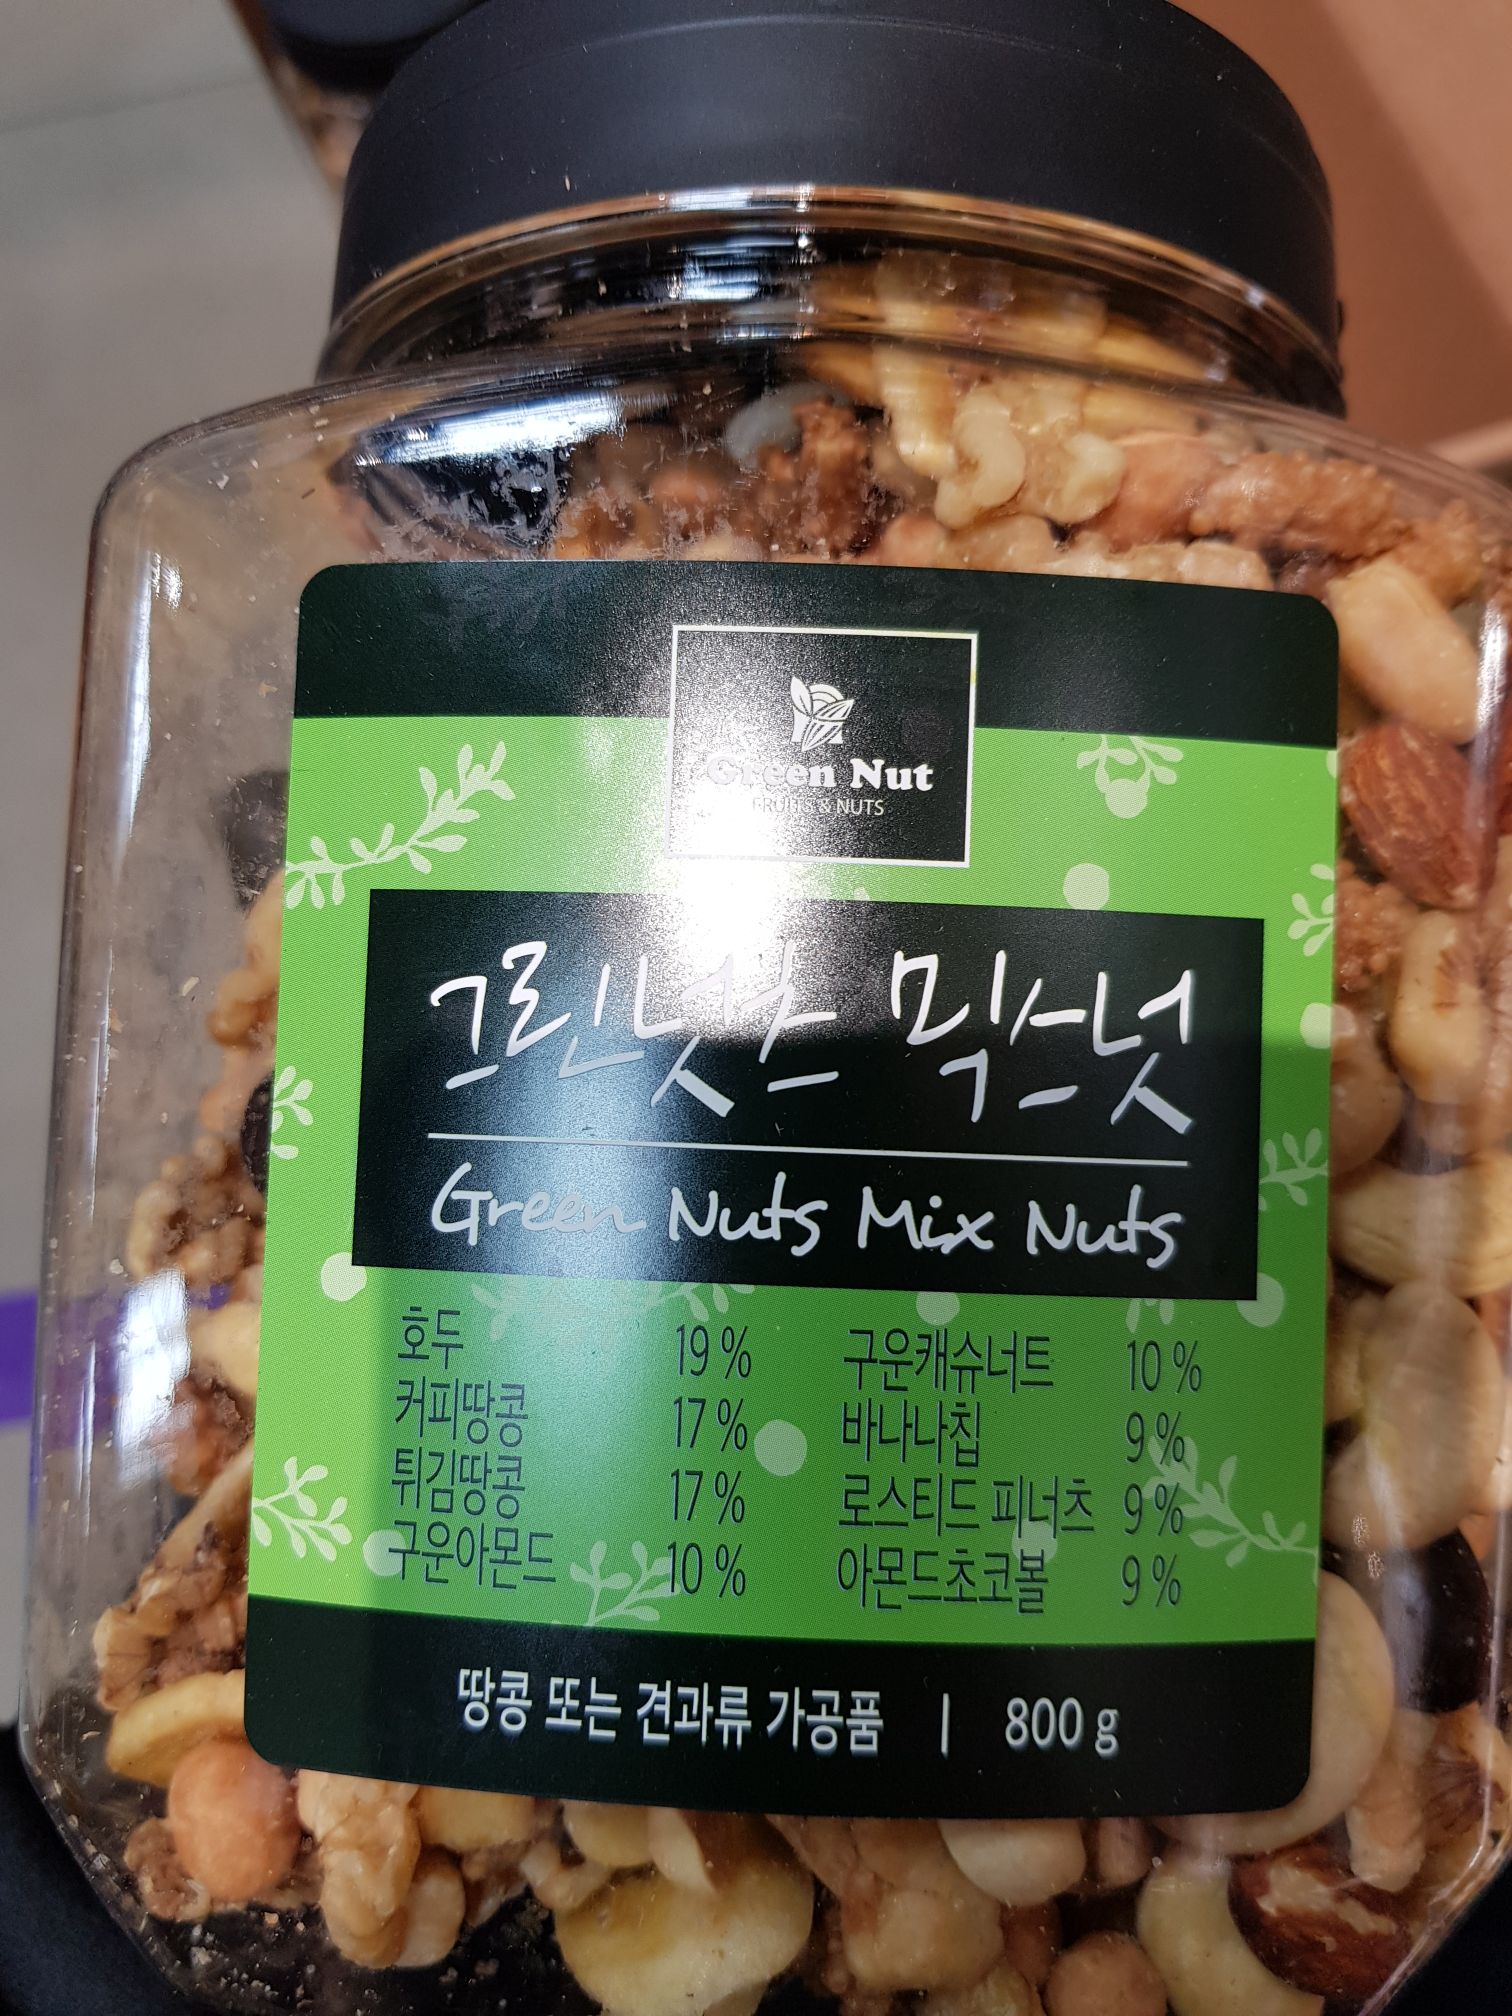 Green Nut
FRUITS & NUTS
그린넛츠 믹스넛
Green Nuts Mix Nuts
호두 19 %
커피땅콩 17 %
튀김땅콩 17 %
구운아몬드 10 %
구운캐슈너트 10 %
바나나칩 9 %
로스티드 피너츠 9 %
아몬드초코볼 9 %
땅콩 또는 견과류 가공품 | 800 g